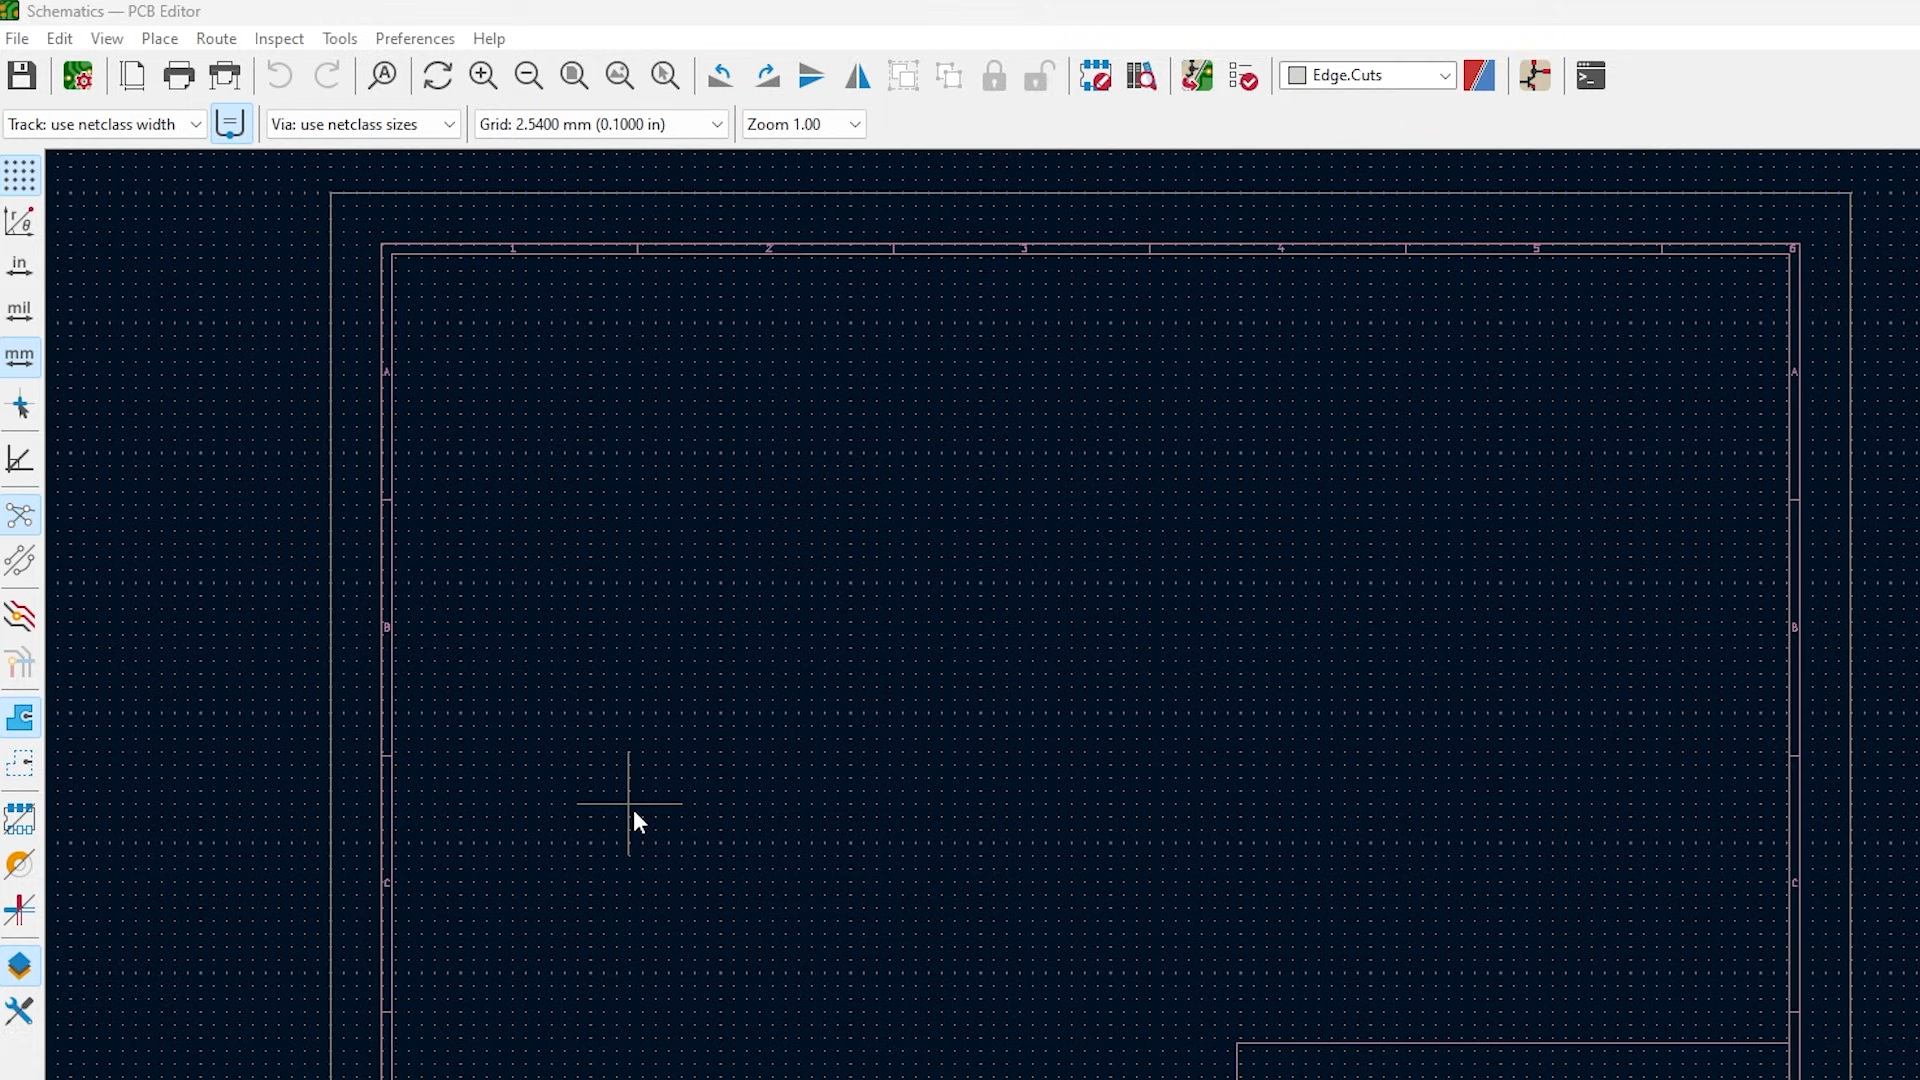 Schematics — PCB Editor
File Edit View Place Route Inspect Tools Preferences Help
A Edge.Cuts
Track: use netclass width Via: use netclass sizes Grid: 2.5400 mm (0.1000 in) Zoom 1.00
r θ
in
mil
mm
1 2 3 4 5 6
A A
B B
C C